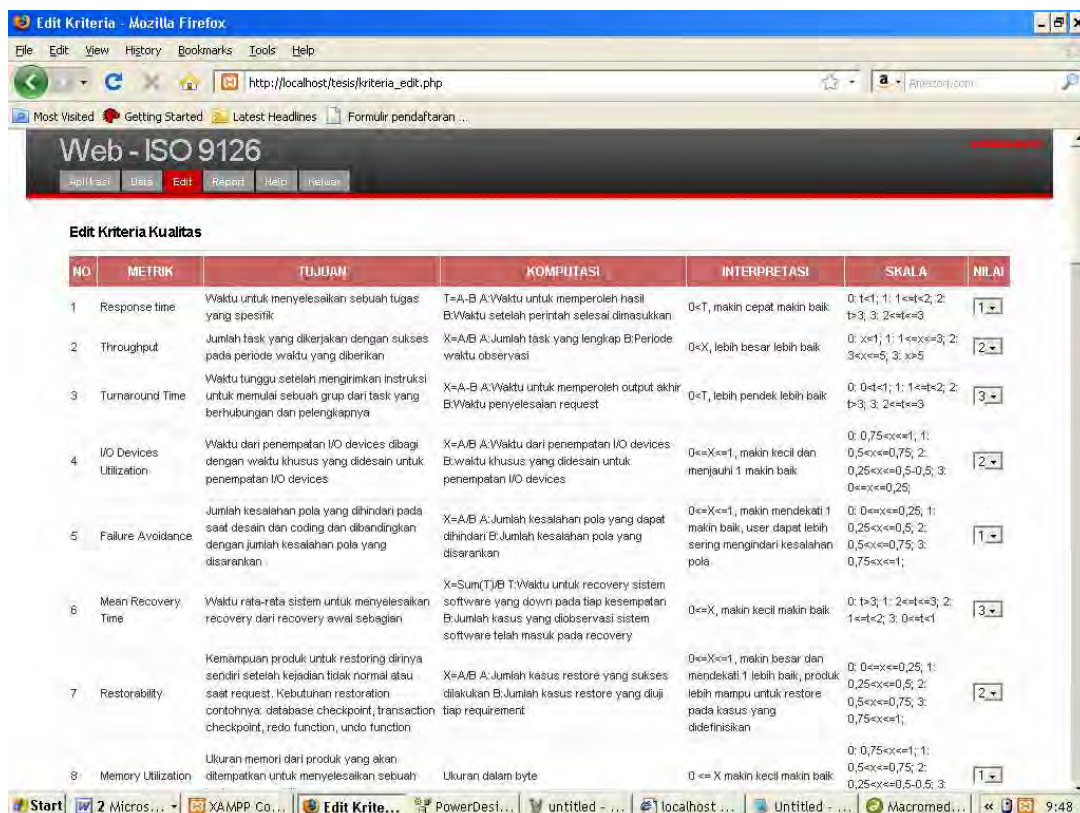 Edit Kriteria - Mozilla Firefox
File Edit View History Bookmarks Tools Help
http://localhost/tesis/kriteria_edit.php
Amazon.com
Most Visited Getting Started Latest Headlines Formulir pendaftaran ...
Web - ISO 9126
Aplikasi Data Edit Report Help Keluar
Edit Kriteria Kualitas
NO METRIK TUJUAN KOMPUTASI INTERPRETASI SKALA NILAI
1 Response time
Waktu untuk menyelesaikan sebuah tugas
yang spesifik
T=A-B A:Waktu untuk memperoleh hasil
B:Waktu setelah perintah selesai dimasukkan
0<T, makin cepat makin baik
0: t<1; 1: 1<=t<2; 2:
t>3; 3: 2<=t<=3
1
2 Throughput
Jumlah task yang dikerjakan dengan sukses
pada periode waktu yang diberikan
X=A/B A:Jumlah task yang lengkap B:Periode
waktu observasi
0<X, lebih besar lebih baik
0: x<1; 1: 1<=x<=3; 2:
3<x<=5; 3: x>5
2
3 Turnaround Time
Waktu tunggu setelah mengirimkan instruksi
untuk memulai sebuah grup dari task yang
berhubungan dan pelengkapnya
X=A-B A:Waktu untuk memperoleh output akhir
B:Waktu penyelesaian request
0<T, lebih pendek lebih baik
0: 0<t<1; 1: 1<=t<2; 2:
t>3; 3: 2<=t<=3
3
4 I/O Devices
Utilization
Waktu dari penempatan I/O devices dibagi
dengan waktu khusus yang didesain untuk
penempatan I/O devices
X=A/B A:Waktu dari penempatan I/O devices
B:waktu khusus yang didesain untuk
penempatan I/O devices
0<=X<=1, makin kecil dan
menjauhi 1 makin baik
0: 0,75<x<=1; 1:
0,5<x<=0,75; 2:
0,25<x<=0,5-0,5; 3:
0<=x<=0,25;
2
5 Failure Avoidance
Jumlah kesalahan pola yang dihindari pada
saat desain dan coding dan dibandingkan
dengan jumlah kesalahan pola yang
disarankan
X=A/B A:Jumlah kesalahan pola yang dapat
dihindari B:Jumlah kesalahan pola yang
disarankan
0<=X<=1, makin mendekati 1
makin baik, user dapat lebih
sering mengindari kesalahan
pola
0: 0<=x<=0,25; 1:
0,25<x<=0,5; 2:
0,5<x<=0,75; 3:
0,75<x<=1;
1
6 Mean Recovery
Time
Waktu rata-rata sistem untuk menyelesaikan
recovery dari recovery awal sebagian
X=Sum(T)/B T:Waktu untuk recovery sistem
software yang down pada tiap kesempatan
B:Jumlah kasus yang diobservasi sistem
software telah masuk pada recovery
0<=X, makin kecil makin baik
0: t>3; 1: 2<=t<=3; 2:
1<=t<2; 3: 0<=t<1
3
7 Restorability
Kemampuan produk untuk restoring dirinya
sendiri setelah kejadian tidak normal atau
saat request. Kebutuhan restoration
contohnya: database checkpoint, transaction
checkpoint, redo function, undo function
X=A/B A:Jumlah kasus restore yang sukses
dilakukan B:Jumlah kasus restore yang diuji
tiap requirement
0<=X<=1, makin besar dan
mendekati 1 lebih baik, produk
lebih mampu untuk restore
pada kasus yang
didefinisikan
0: 0<=x<=0,25; 1:
0,25<x<=0,5; 2:
0,5<x<=0,75; 3:
0,75<x<=1;
2
8 Memory Utilization
Ukuran memori dari produk yang akan
ditempatkan untuk menyelesaikan sebuah
Ukuran dalam byte
0 <= X makin kecil makin baik
0: 0,75<x<=1; 1:
0,5<x<=0,75; 2:
0,25<x<=0,5-0,5; 3:
1
Start 2 Micros... XAMPP Co... Edit Krite... PowerDesi... untitled - ... localhost ... Untitled - ... Macromed... « 9:48